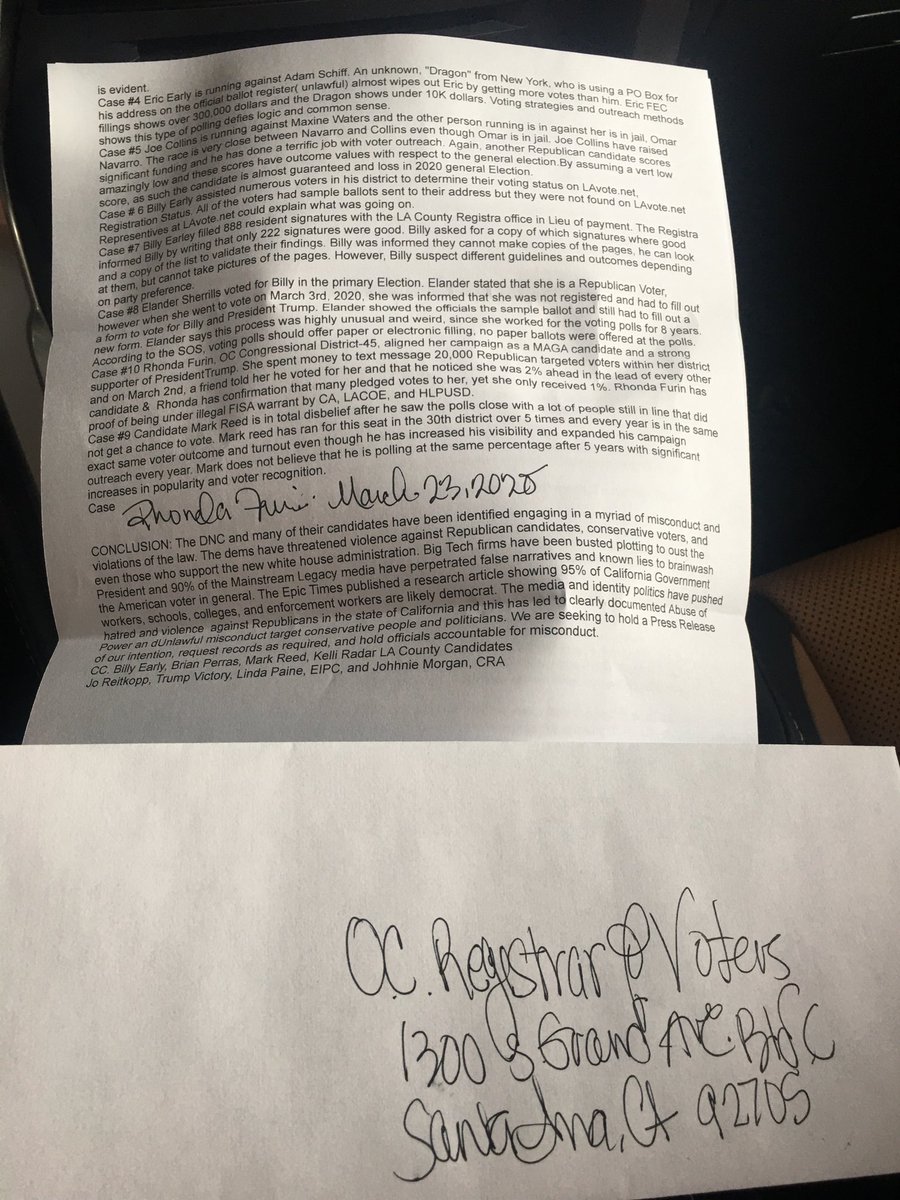 is evident.
Case #4 Eric Early is running against Adam Schiff. An unknown, "Dragon" from New York, who is using a PO Box for
his address on the official ballot register( unlawful) almost wipes out Eric by getting more votes than him. Eric FEC
fillings shows over 300,000 dollars and the Dragon shows under 10K dollars. Voting strategies and outreach methods
shows this type of polling defies logic and common sense.
Case #5 Joe Collins is running against Maxine Waters and the other person running is in against her is in jail, Omar
Navarro. The race is very close between Navarro and Collins even though Omar is in jail. Joe Collins have raised
significant funding and he has done a terrific job with voter outreach. Again, another Republican candidate scores
amazingly low and these scores have outcome values with respect to the general election.By assuming a vert low
score, as such the candidate is almost guaranteed and loss in 2020 general Election.
Case # 6 Billy Early assisted numerous voters in his district to determine their voting status on LAvote.net,
Registration Status. All of the voters had sample ballots sent to their address but they were not found on LAvote.net
Representives at LAvote.net could explain what was going on.
Case #7 Billy Earley filled 888 resident signatures with the LA County Registra office in Lieu of payment. The Registra
informed Billy by writing that only 222 signatures were good. Billy asked for a copy of which signatures where good
and a copy of the list to validate their findings. Billy was informed they cannot make copies of the pages, he can look
at them, but cannot take pictures of the pages. However, Billy suspect different guidelines and outcomes depending
on party preference.
Case #8 Elander Sherrills voted for Billy in the primary Election. Elander stated that she is a Republican Voter,
however when she went to vote on March 3rd, 2020, she was informed that she was not registered and had to fill out
a form to vote for Billy and President Trump. Elander showed the officials the sample ballot and still had to fill out a
new form. Elander says this process was highly unusual and weird, since she worked for the voting polls for 8 years.
According to the SOS, voting polls should offer paper or electronic filling, no paper ballots were offered at the polls.
Case #10 Rhonda Furin, OC Congressional District-45, aligned her campaign as a MAGA candidate and a strong
supporter of PresidentTrump. She spent money to text message 20,000 Republican targeted voters within her district
and on March 2nd, a friend told her he voted for her and that he noticed she was 2% ahead in the lead of every other
candidate & Rhonda has confirmation that many pledged votes to her, yet she only received 1%. Rhonda Furin has
proof of being under illegal FISA warrant by CA, LACOE, and HLPUSD.
Case #9 Candidate Mark Reed is in total disbelief after he saw the polls close with a lot of people still in line that did
not get a chance to vote. Mark reed has ran for this seat in the 30th district over 5 times and every year is in the same
exact same voter outcome and turnout even though he has increased his visibility and expanded his campaign
outreach every year. Mark does not believe that he is polling at the same percentage after 5 years with significant
increases in popularity and voter recognition.
Case
Rhonda Furin March 23, 2020
CONCLUSION: The DNC and many of their candidates have been identified engaging in a myriad of misconduct and
violations of the law. The dems have threatened violence against Republican candidates, conservative voters, and
even those who support the new white house administration. Big Tech firms have been busted plotting to oust the
President and 90% of the Mainstream Legacy media have perpetrated false narratives and known lies to brainwash
the American voter in general. The Epic Times published a research article showing 95% of California Government
workers, schools, colleges, and enforcement workers are likely democrat. The media and identity politics have pushed
hatred and violence against Republicans in the state of California and this has led to clearly documented Abuse of
Power an dUnlawful misconduct target conservative people and politicians. We are seeking to hold a Press Release
of our intention, request records as required, and hold officials accountable for misconduct.
CC. Billy Early, Brian Perras, Mark Reed, Kelli Radar LA County Candidates
Jo Reitkopp, Trump Victory, Linda Paine, EIPC, and Johhnie Morgan, CRA
O.C. Registrar of Voters
1300 S Grand Ave. Bld C
Santa Ana, CA 92705